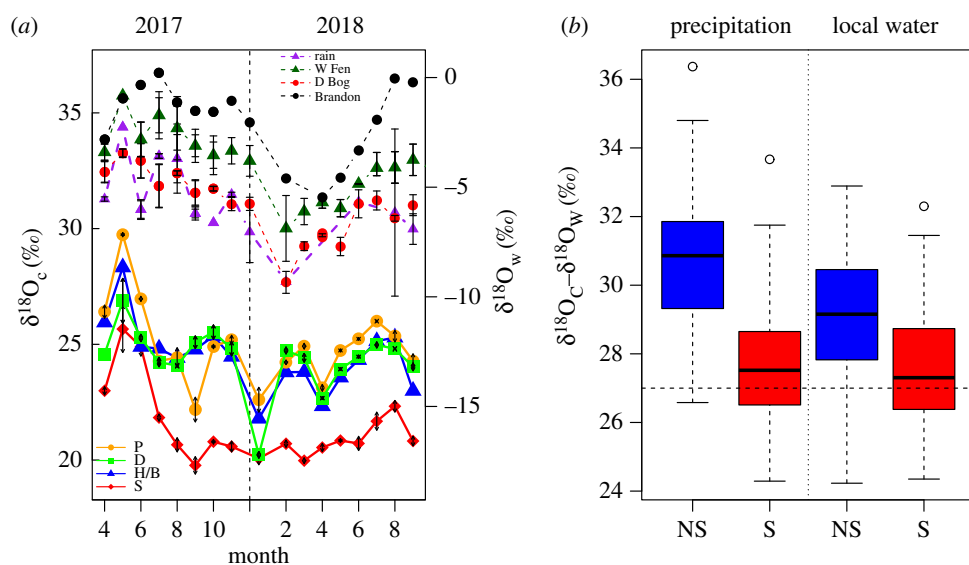 (a)
2017
2018
rain
W Fen
D Bog
Brandon
P
D
H/B
S
δ¹⁸Oc (‰)
35
30
25
20
δ¹⁸Ow (‰)
0
−5
−10
−15
4
6
8
10
2
4
6
8
month
(b)
precipitation
local water
δ¹⁸OC–δ¹⁸OW (‰)
36
34
32
30
28
26
24
NS
S
NS
S